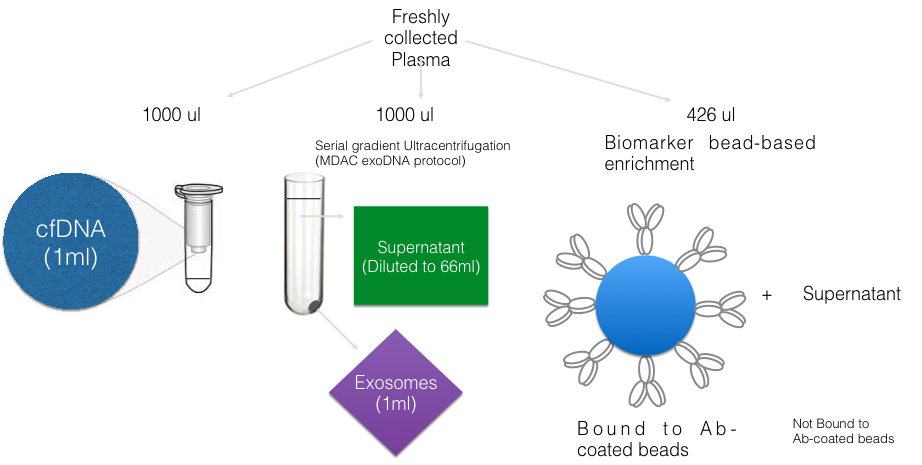 Freshly
collected
Plasma
1000 ul
1000 ul
426 ul
Serial gradient Ultracentrifugation
(MDAC exoDNA protocol)
Biomarker bead-based
enrichment
cfDNA
(1ml)
Supernatant
(Diluted to 66ml)
+ Supernatant
Exosomes
(1ml)
Bound to Ab-
coated beads
Not Bound to
Ab-coated beads